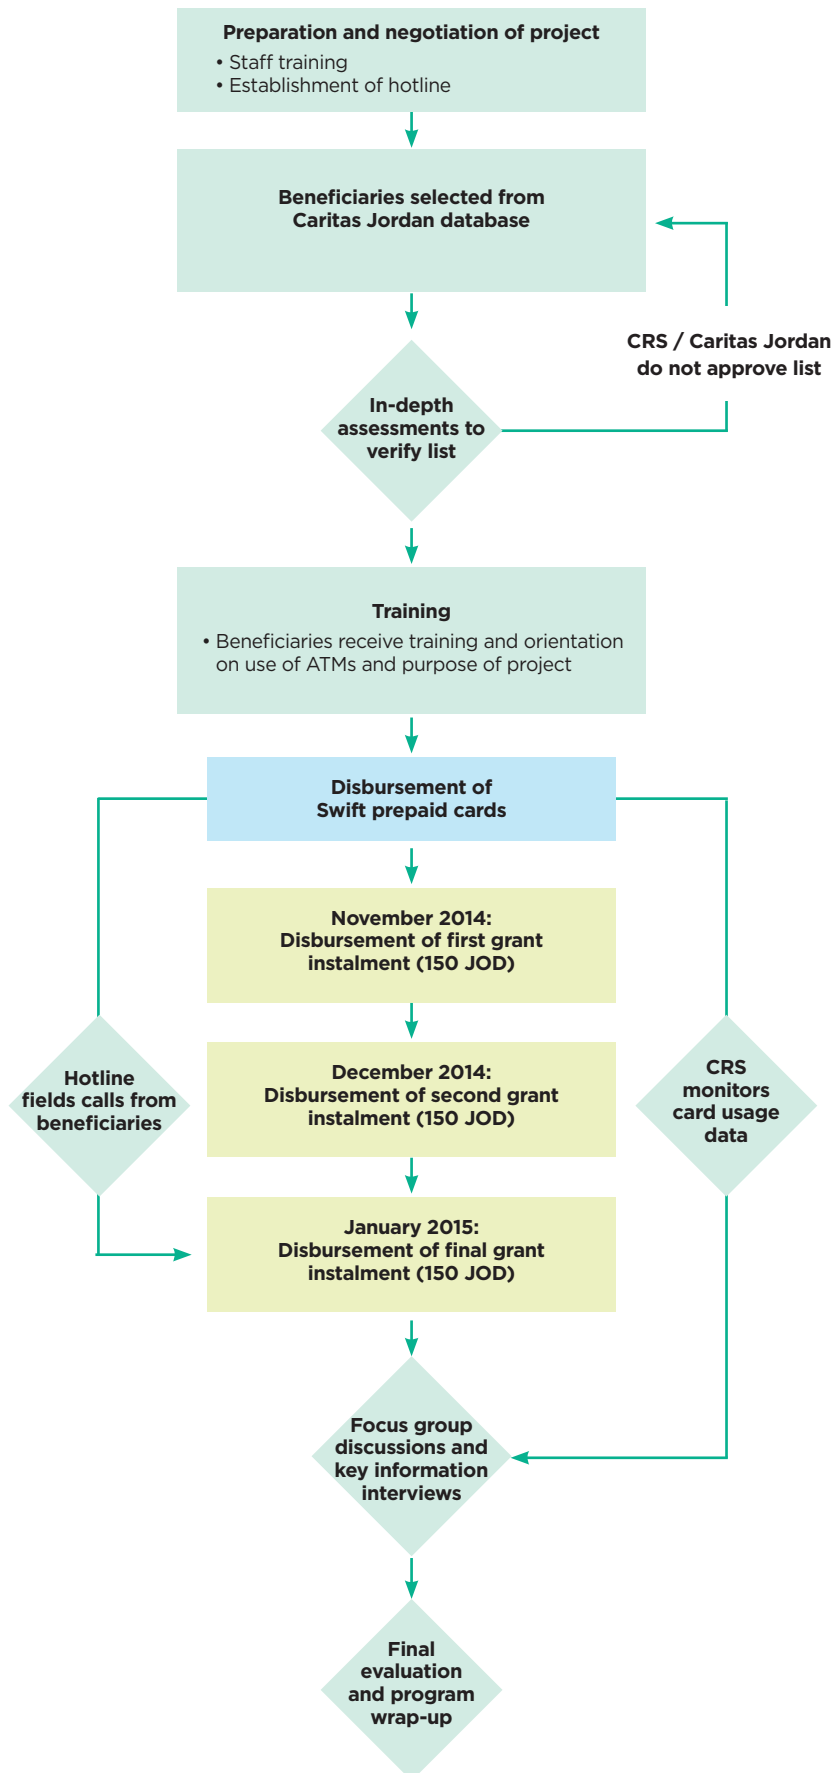 Preparation and negotiation of project
• Staff training
• Establishment of hotline
Beneficiaries selected from
Caritas Jordan database
CRS / Caritas Jordan
do not approve list
In-depth
assessments to
verify list
Training
• Beneficiaries receive training and orientation
on use of ATMs and purpose of project
Disbursement of
Swift prepaid cards
November 2014:
Disbursement of first grant
instalment (150 JOD)
Hotline
fields calls from
beneficiaries
December 2014:
Disbursement of second grant
instalment (150 JOD)
CRS
monitors
card usage
data
January 2015:
Disbursement of final grant
instalment (150 JOD)
Focus group
discussions and
key information
interviews
Final
evaluation
and program
wrap-up